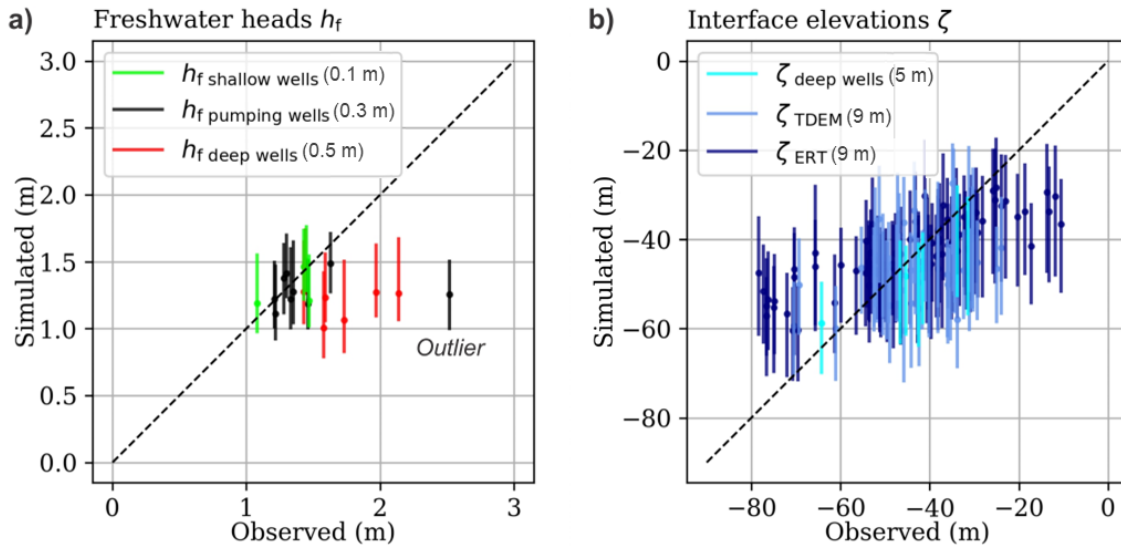 a) Freshwater heads hf
3.0
2.5
2.0
1.5
1.0
0.5
0.0
Simulated (m)
hf shallow wells (0.1 m)
hf pumping wells (0.3 m)
hf deep wells (0.5 m)
Outlier
0 1 2 3
Observed (m)
b) Interface elevations ζ
0
−20
−40
−60
−80
Simulated (m)
ζ deep wells (5 m)
ζ TDEM (9 m)
ζ ERT (9 m)
−80 −60 −40 −20 0
Observed (m)